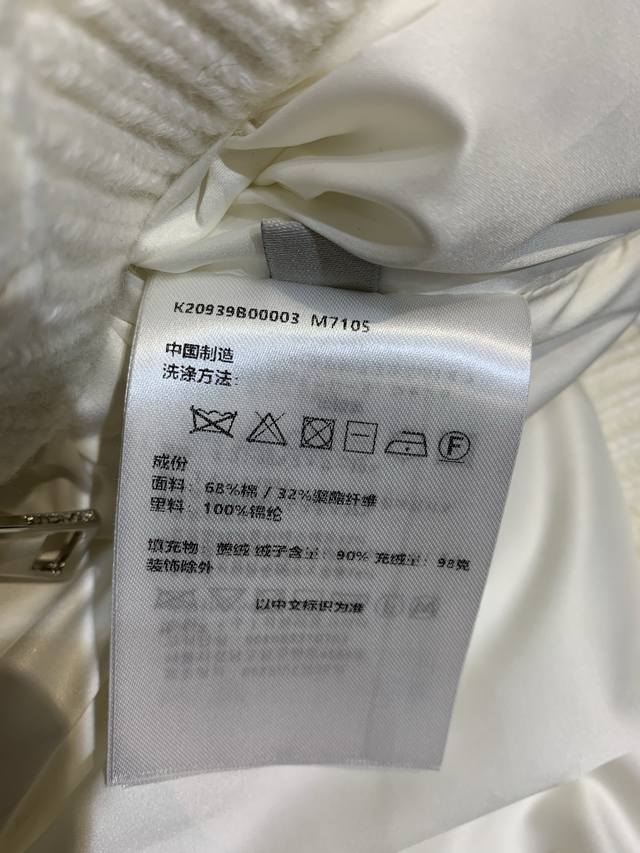 K20939B00003 M7105
中国制造
洗涤方法:
F
成份
面料: 68%棉 / 32%聚酯纤维
里料: 100%锦纶
填充物: 鹅绒 绒子含量: 90% 充绒量: 98克
装饰除外
以中文标识为准